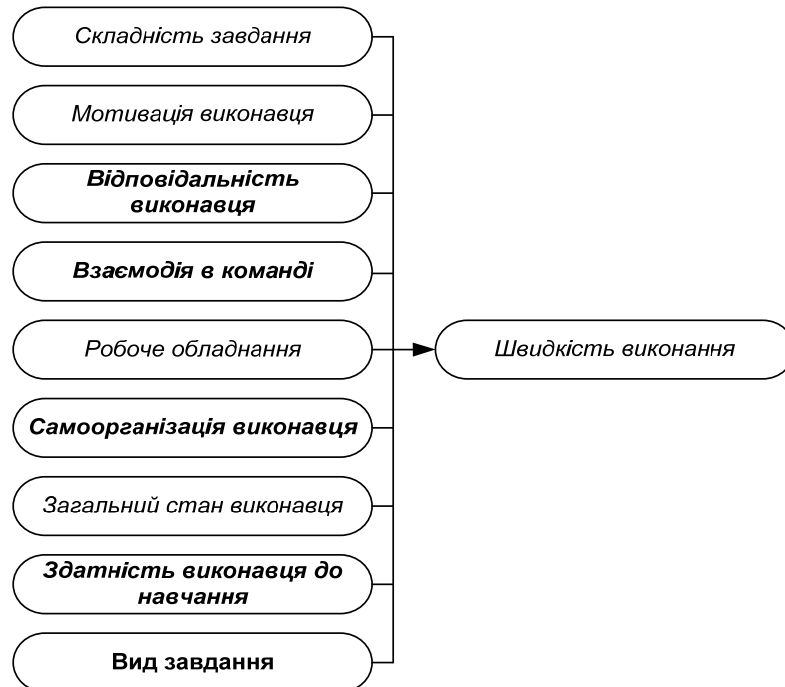 Складність завдання
Мотивація виконавця
Відповідальність
виконавця
Взаємодія в команді
Робоче обладнання
Швидкість виконання
Самоорганізація виконавця
Загальний стан виконавця
Здатність виконавця до
навчання
Вид завдання